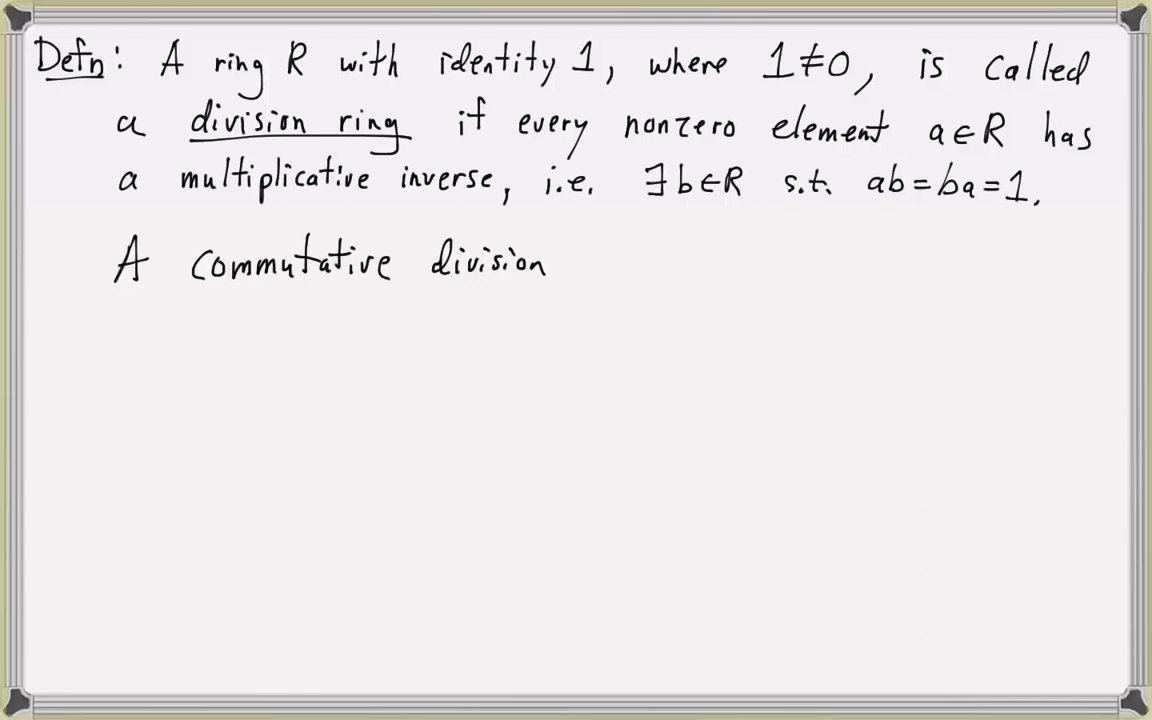 Defn: A ring R with identity 1, where 1≠0, is called
a division ring if every nonzero element a∈R has
a multiplicative inverse, i.e. ∃b∈R s.t. ab=ba=1.
A commutative division